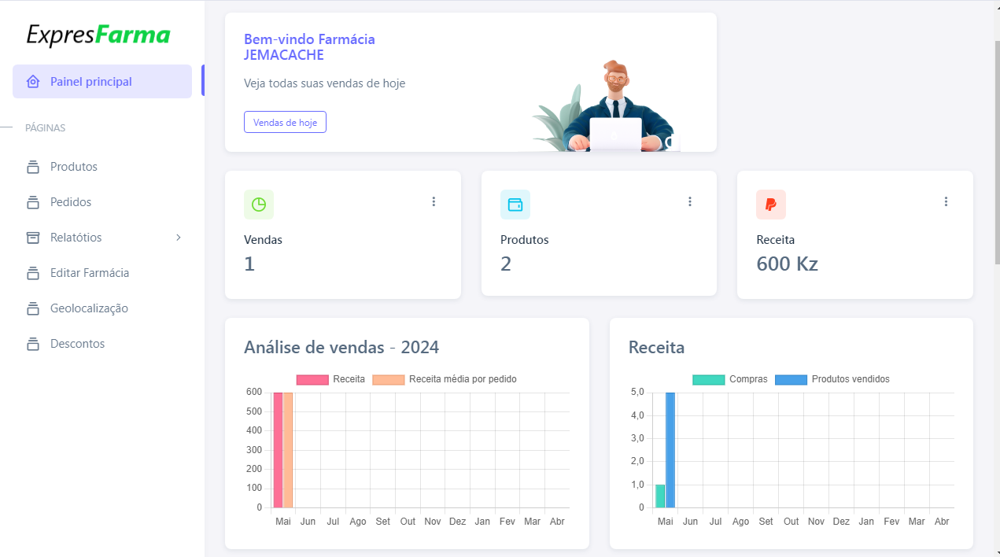 ExpresFarma
Painel principal
PÁGINAS
Produtos
Pedidos
Relatótios
Editar Farmácia
Geolocalização
Descontos
Bem-vindo Farmácia
JEMACACHE
Veja todas suas vendas de hoje
Vendas de hoje
Vendas
1
Produtos
2
Receita
600 Kz
Análise de vendas - 2024
Receita Receita média por pedido
600
500
400
300
200
100
0
Mai Jun Jul Ago Set Out Nov Dez Jan Fev Mar Abr
Receita
Compras Produtos vendidos
5,0
4,0
3,0
2,0
1,0
0
Mai Jun Jul Ago Set Out Nov Dez Jan Fev Mar Abr